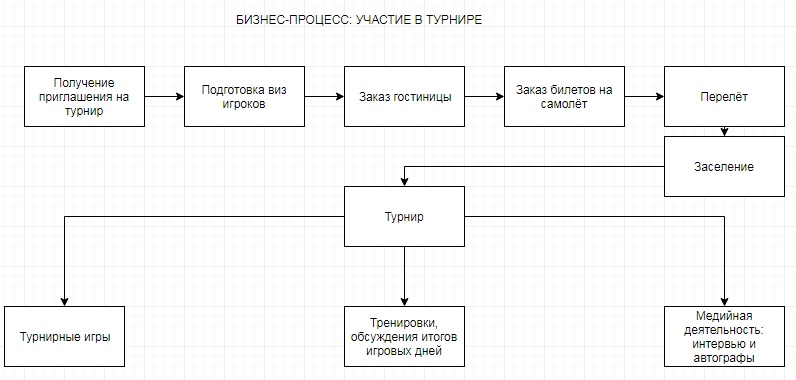 БИЗНЕС-ПРОЦЕСС: УЧАСТИЕ В ТУРНИРЕ
Получение
приглашения на
турнир
Подготовка виз
игроков
Заказ гостиницы
Заказ билетов на
самолёт
Перелёт
Заселение
Турнир
Турнирные игры
Тренировки,
обсуждения итогов
игровых дней
Медийная
деятельность:
интервью и
автографы